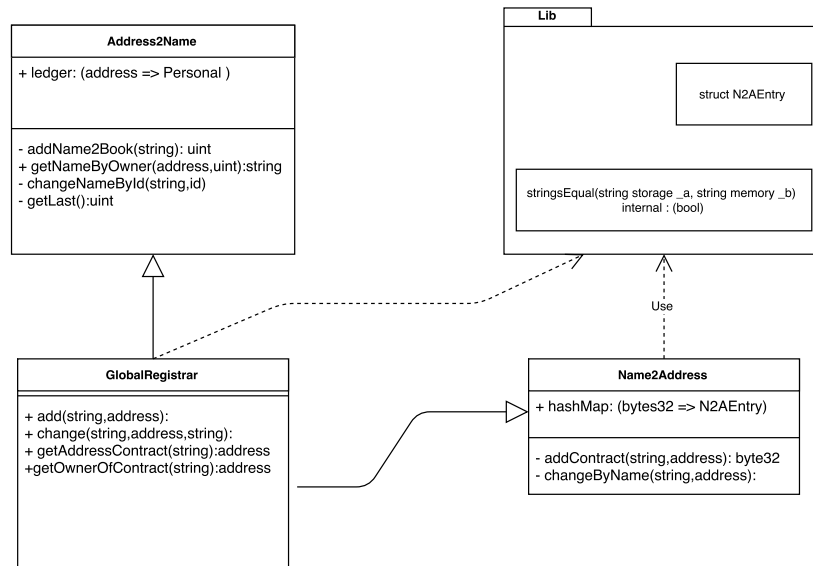 Address2Name
+ ledger: (address => Personal )
- addName2Book(string): uint
+ getNameByOwner(address,uint):string
- changeNameById(string,id)
- getLast():uint
Lib
struct N2AEntry
stringsEqual(string storage _a, string memory _b)
internal : (bool)
Use
GlobalRegistrar
+ add(string,address):
+ change(string,address,string):
+ getAddressContract(string):address
+getOwnerOfContract(string):address
Name2Address
+ hashMap: (bytes32 => N2AEntry)
- addContract(string,address): byte32
- changeByName(string,address):